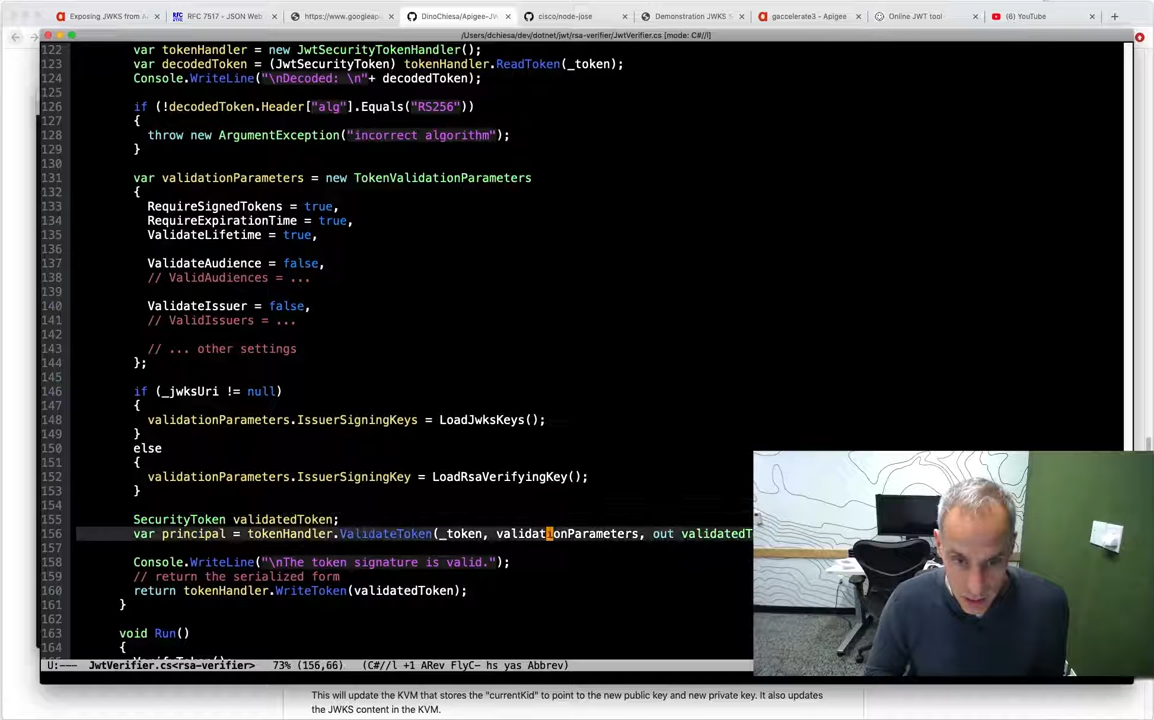 Exposing JWKS from a
RFC 7517 - JSON Web
https://www.googleap
DinoChiesa/Apigee-Jw
cisco/node-jose
Demonstration JWKS
gaccelerate3 - Apigee
Online JWT tool
(6) YouTube
/Users/dchiesa/dev/dotnet/jwt/rsa-verifier/JwtVerifier.cs [mode: C#//l]
122 var tokenHandler = new JwtSecurityTokenHandler();
123 var decodedToken = (JwtSecurityToken) tokenHandler.ReadToken(_token);
124 Console.WriteLine("\nDecoded: \n"+ decodedToken);
125
126 if (!decodedToken.Header["alg"].Equals("RS256"))
127 {
128 throw new ArgumentException("incorrect algorithm");
129 }
130
131 var validationParameters = new TokenValidationParameters
132 {
133 RequireSignedTokens = true,
134 RequireExpirationTime = true,
135 ValidateLifetime = true,
136
137 ValidateAudience = false,
138 // ValidAudiences = ...
139
140 ValidateIssuer = false,
141 // ValidIssuers = ...
142
143 // ... other settings
144 };
145
146 if (_jwksUri != null)
147 {
148 validationParameters.IssuerSigningKeys = LoadJwksKeys();
149 }
150 else
151 {
152 validationParameters.IssuerSigningKey = LoadRsaVerifyingKey();
153 }
154
155 SecurityToken validatedToken;
156 var principal = tokenHandler.ValidateToken(_token, validationParameters, out validatedT
157
158 Console.WriteLine("\nThe token signature is valid.");
159 // return the serialized form
160 return tokenHandler.WriteToken(validatedToken);
161 }
162
163 void Run()
164 {
U:--- JwtVerifier.cs<rsa-verifier> 73% (156,66) (C#//l +1 ARev FlyC- hs yas Abbrev)
This will update the KVM that stores the "currentKid" to point to the new public key and new private key. It also updates
the JWKS content in the KVM.